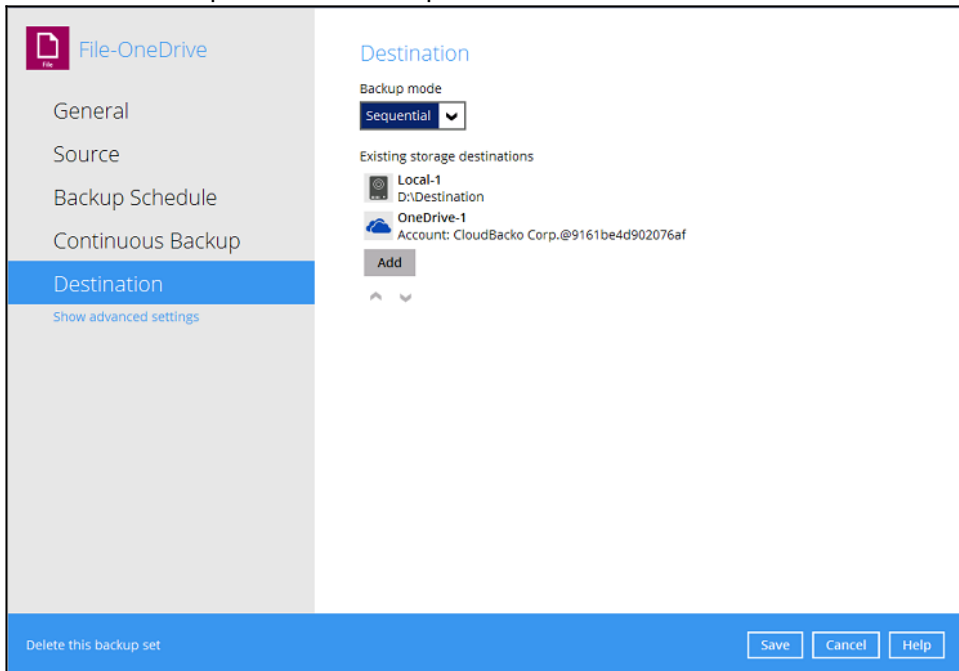 File
File-OneDrive
General
Source
Backup Schedule
Continuous Backup
Destination
Show advanced settings
Destination
Backup mode
Sequential
Existing storage destinations
Local-1
D:\Destination
OneDrive-1
Account: CloudBacko Corp.@9161be4d902076af
Add
Delete this backup set
Save
Cancel
Help